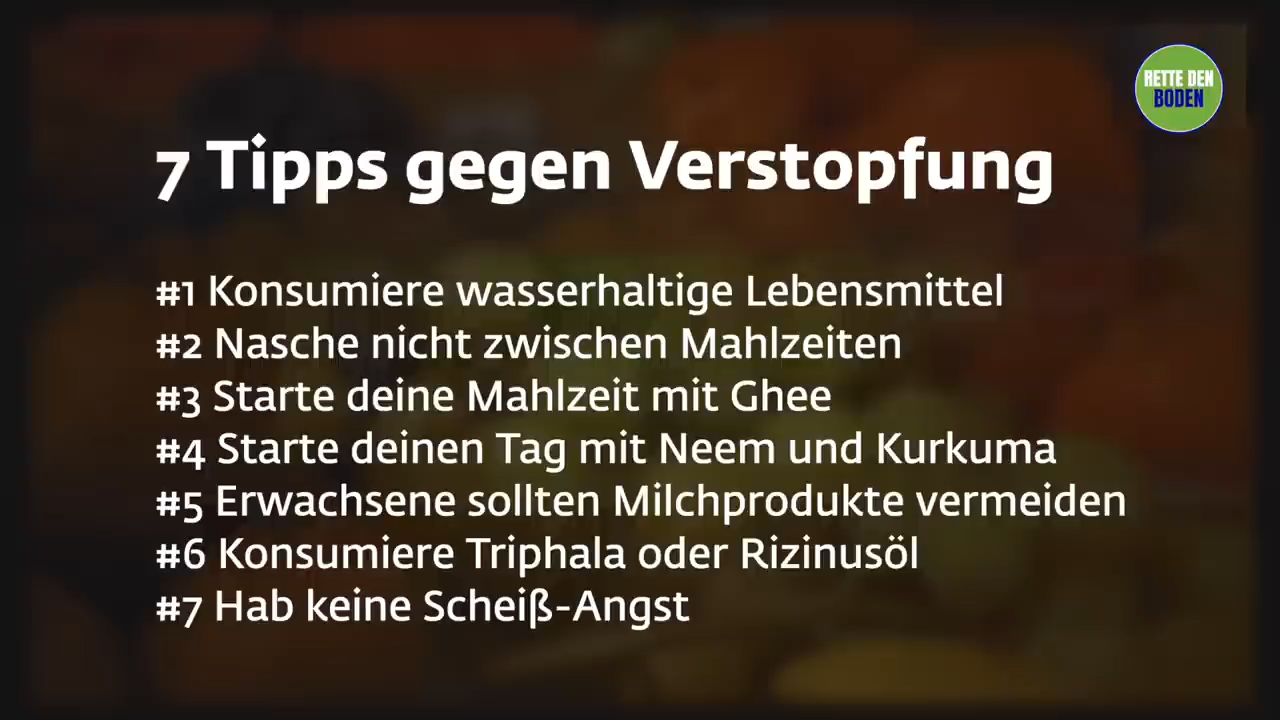 RETTE DEN
BODEN
7 Tipps gegen Verstopfung
#1 Konsumiere wasserhaltige Lebensmittel
#2 Nasche nicht zwischen Mahlzeiten
#3 Starte deine Mahlzeit mit Ghee
#4 Starte deinen Tag mit Neem und Kurkuma
#5 Erwachsene sollten Milchprodukte vermeiden
#6 Konsumiere Triphala oder Rizinusöl
#7 Hab keine Scheiß-Angst